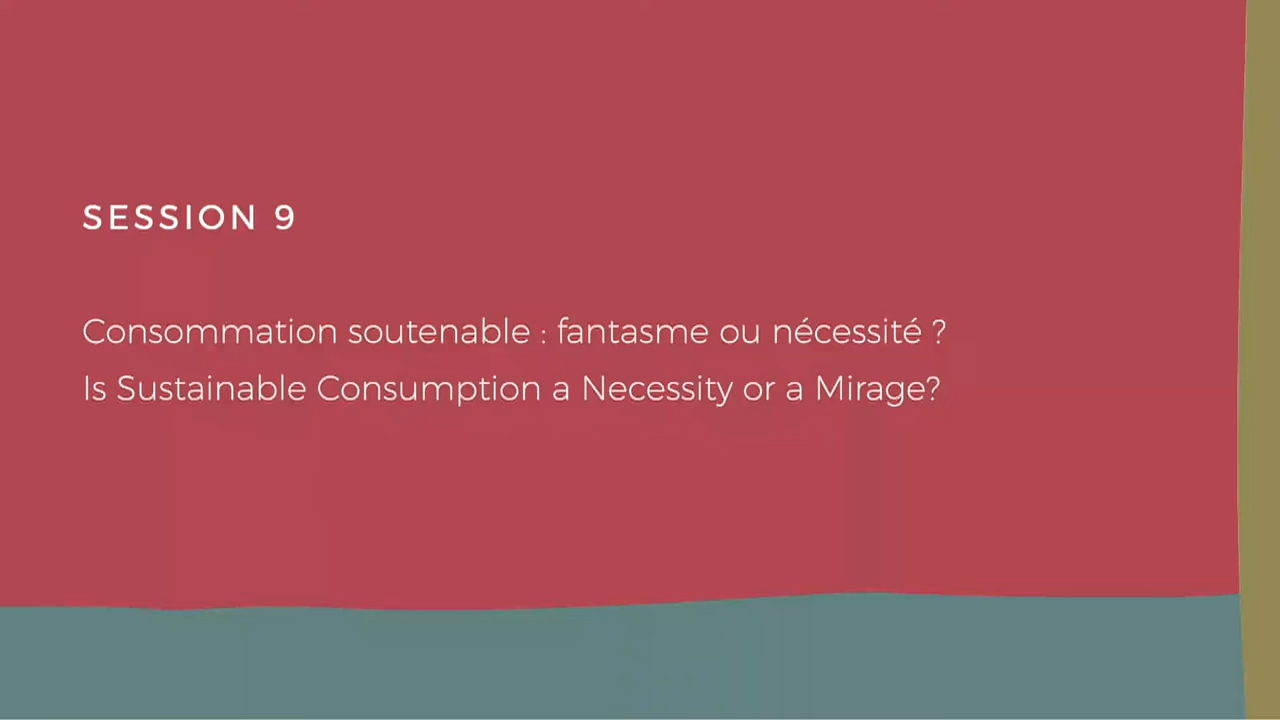 SESSION 9
Consommation soutenable : fantasme ou nécessité ?
Is Sustainable Consumption a Necessity or a Mirage?